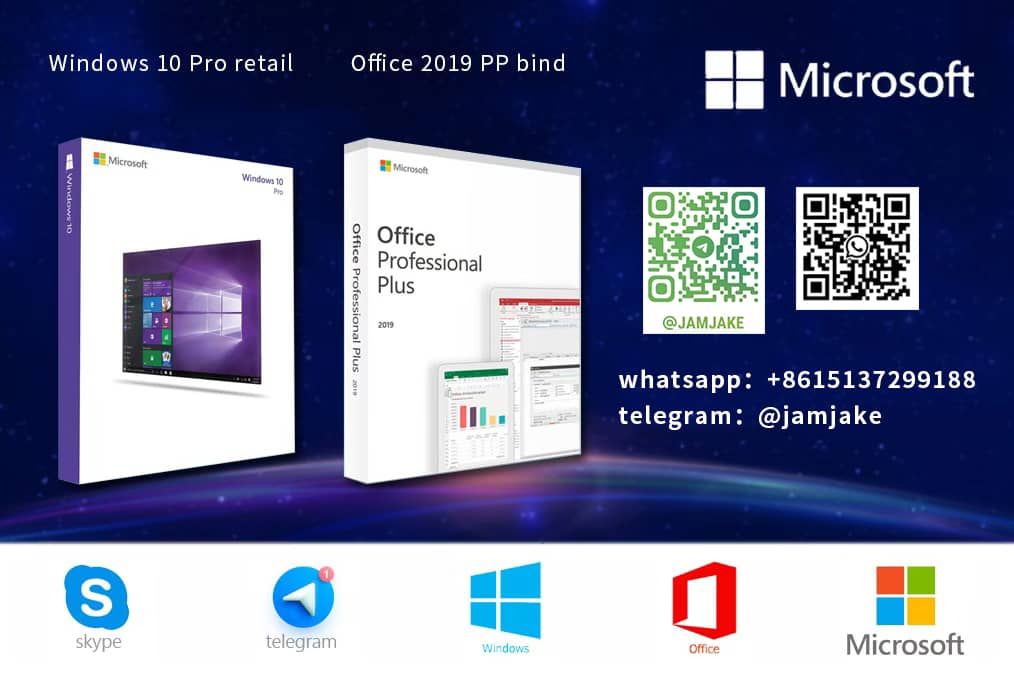 Windows 10 Pro retail
Office 2019 PP bind
Microsoft
Windows 10
Microsoft
Windows 10
Pro
Office Professional Plus 2019
Microsoft
Office
Professional
Plus
2019
@JAMJAKE
whatsapp: +8615137299188
telegram: @jamjake
skype
1
telegram
Windows
Office
Microsoft